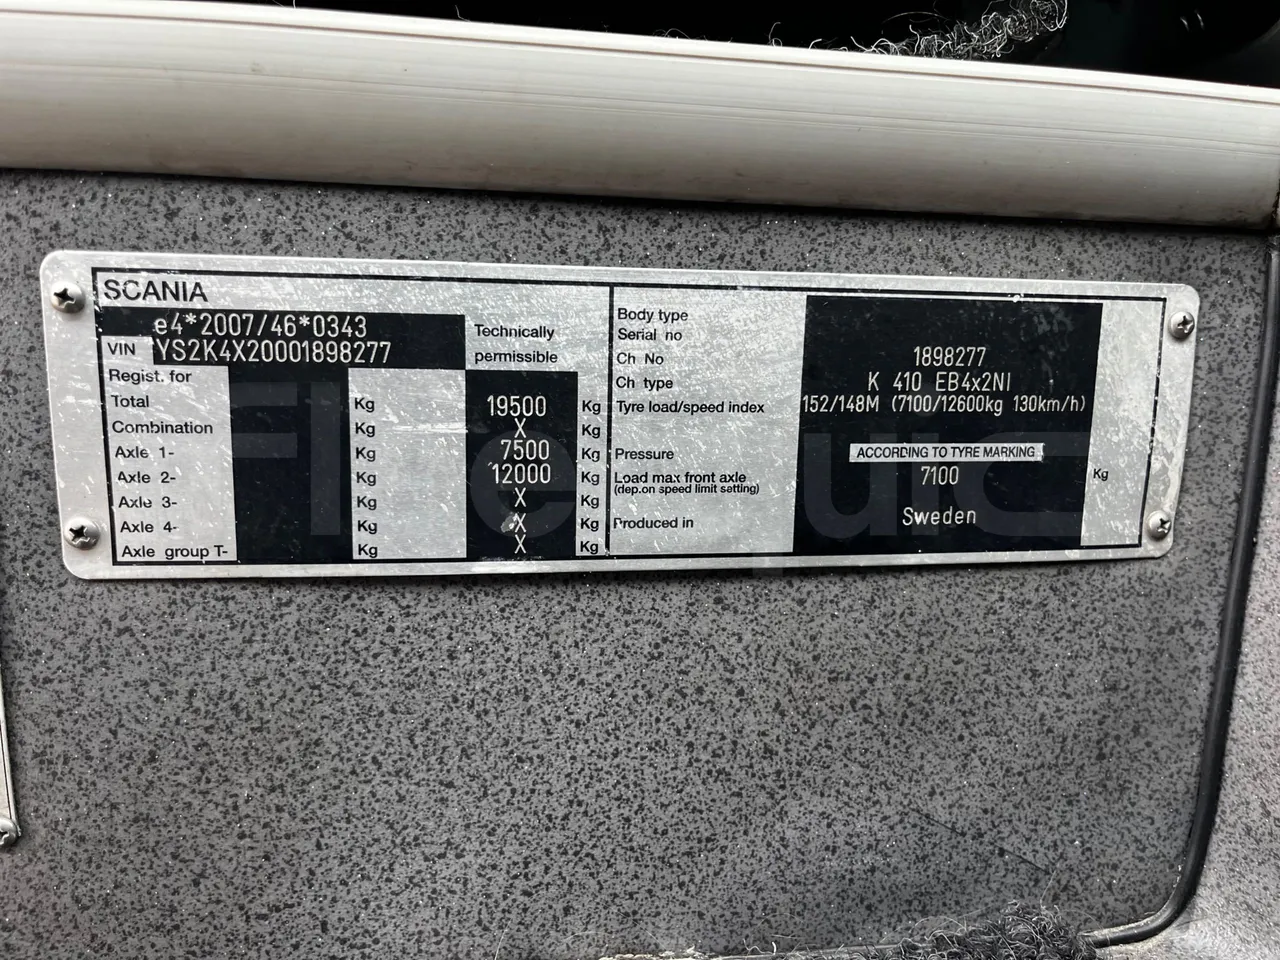 SCANIA
e4*2007/46*0343
VIN YS2K4X20001898277
Technically
permissible
Regist. for
Total Kg 19500 Kg
Combination Kg X Kg
Axle 1- Kg 7500 Kg
Axle 2- Kg 12000 Kg
Axle 3- Kg X Kg
Axle 4- Kg X Kg
Axle group T- Kg X Kg
Body type
Serial no
Ch No 1898277
Ch type K 410 EB4x2NI
Tyre load/speed index 152/148M (7100/12600kg 130km/h)
Pressure ACCORDING TO TYRE MARKING
Load max front axle 7100 Kg
(dep.on speed limit setting)
Produced in Sweden